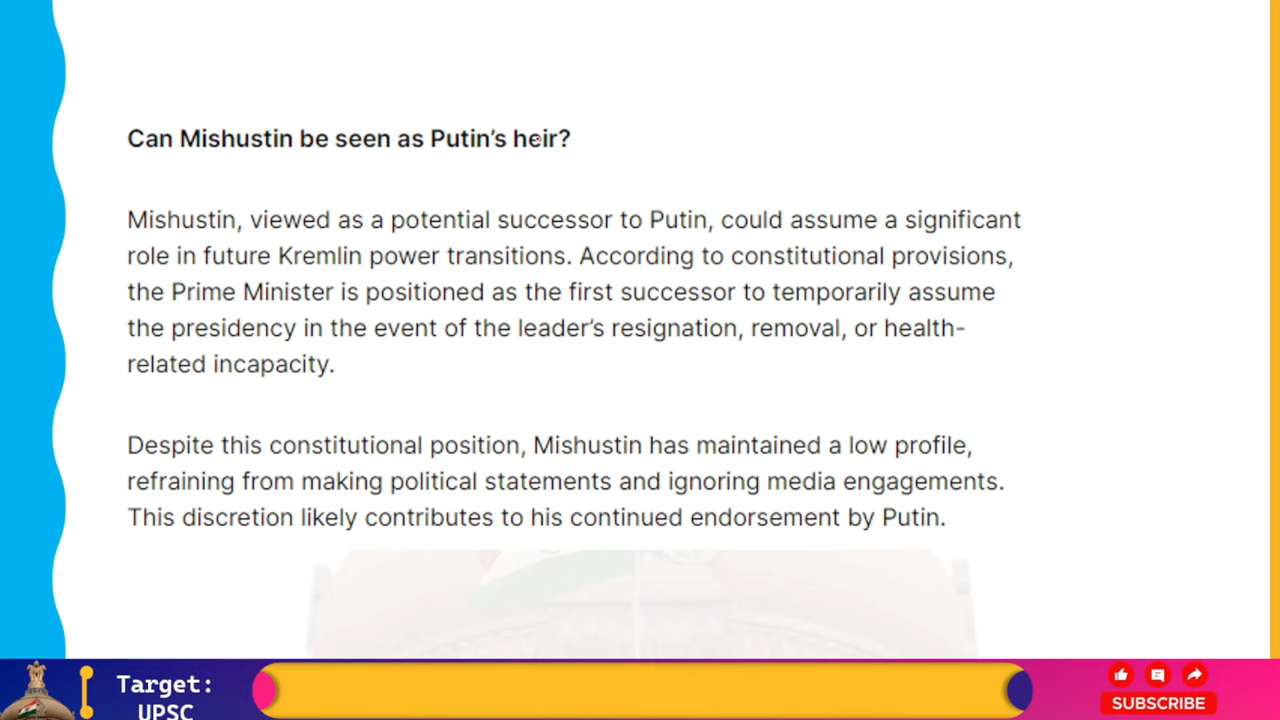 Can Mishustin be seen as Putin’s heir?
Mishustin, viewed as a potential successor to Putin, could assume a significant
role in future Kremlin power transitions. According to constitutional provisions,
the Prime Minister is positioned as the first successor to temporarily assume
the presidency in the event of the leader’s resignation, removal, or health-
related incapacity.
Despite this constitutional position, Mishustin has maintained a low profile,
refraining from making political statements and ignoring media engagements.
This discretion likely contributes to his continued endorsement by Putin.
Target:
UPSC
SUBSCRIBE